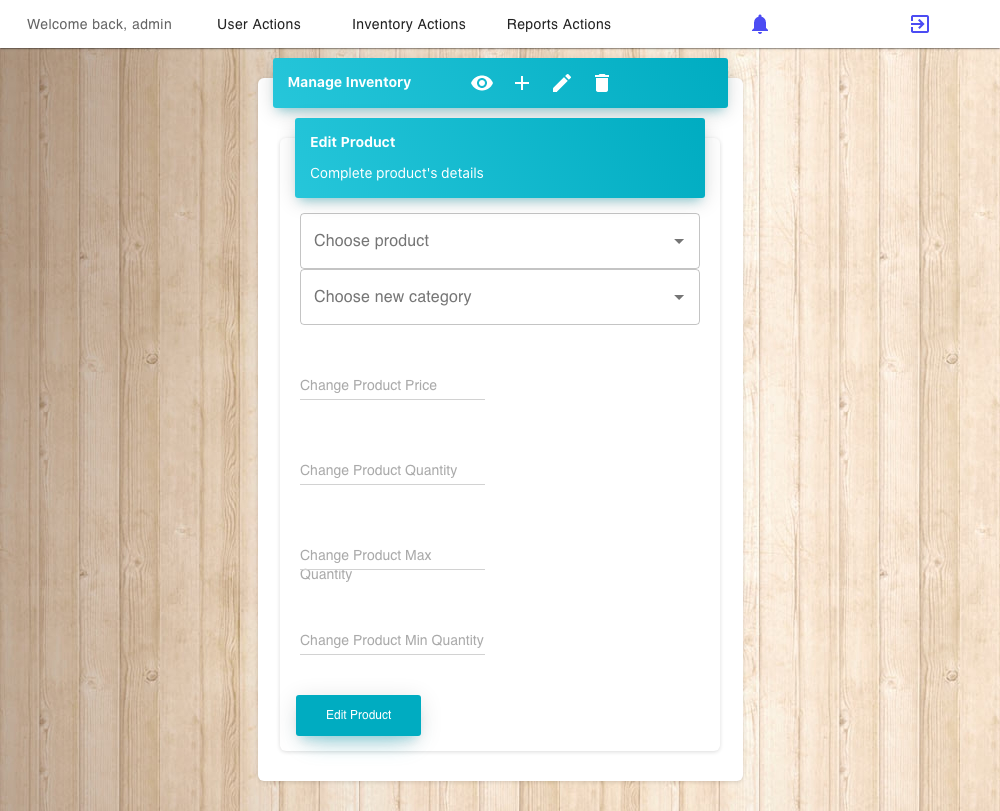 Welcome back, admin
User Actions
Inventory Actions
Reports Actions
Manage Inventory
Edit Product
Complete product's details
Choose product
Choose new category
Change Product Price
Change Product Quantity
Change Product Max
Quantity
Change Product Min Quantity
Edit Product